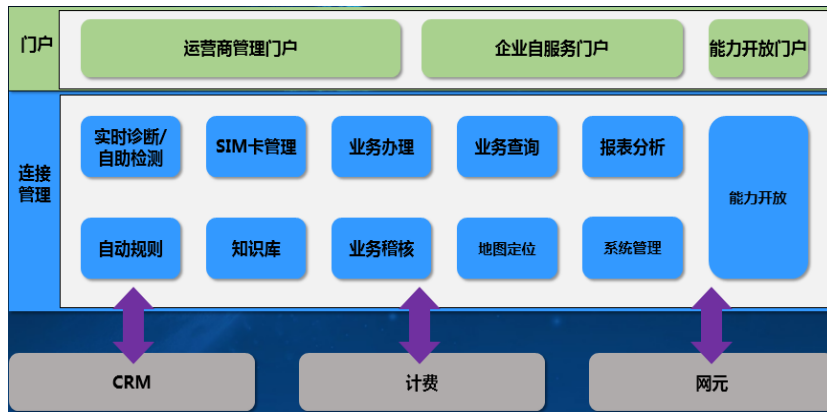 门户
运营商管理门户
企业自服务门户
能力开放门户
连接
管理
实时诊断/
自助检测
SIM卡管理
业务办理
业务查询
报表分析
能力开放
自动规则
知识库
业务稽核
地图定位
系统管理
CRM
计费
网元